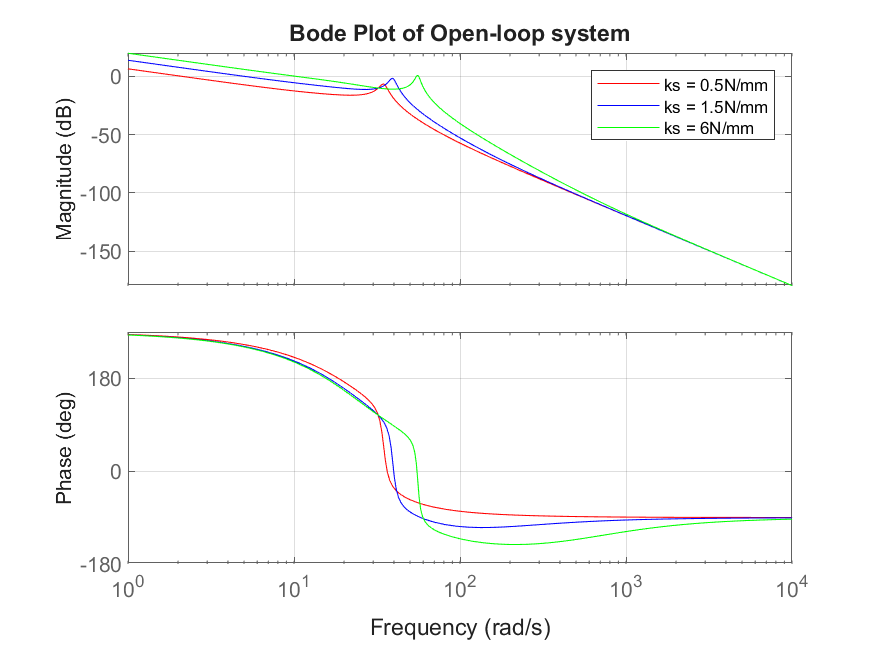 Bode Plot of Open-loop system
Magnitude (dB)
0
-50
-100
-150
ks = 0.5N/mm
ks = 1.5N/mm
ks = 6N/mm
Phase (deg)
180
0
-180
10^0 10^1 10^2 10^3 10^4
Frequency (rad/s)